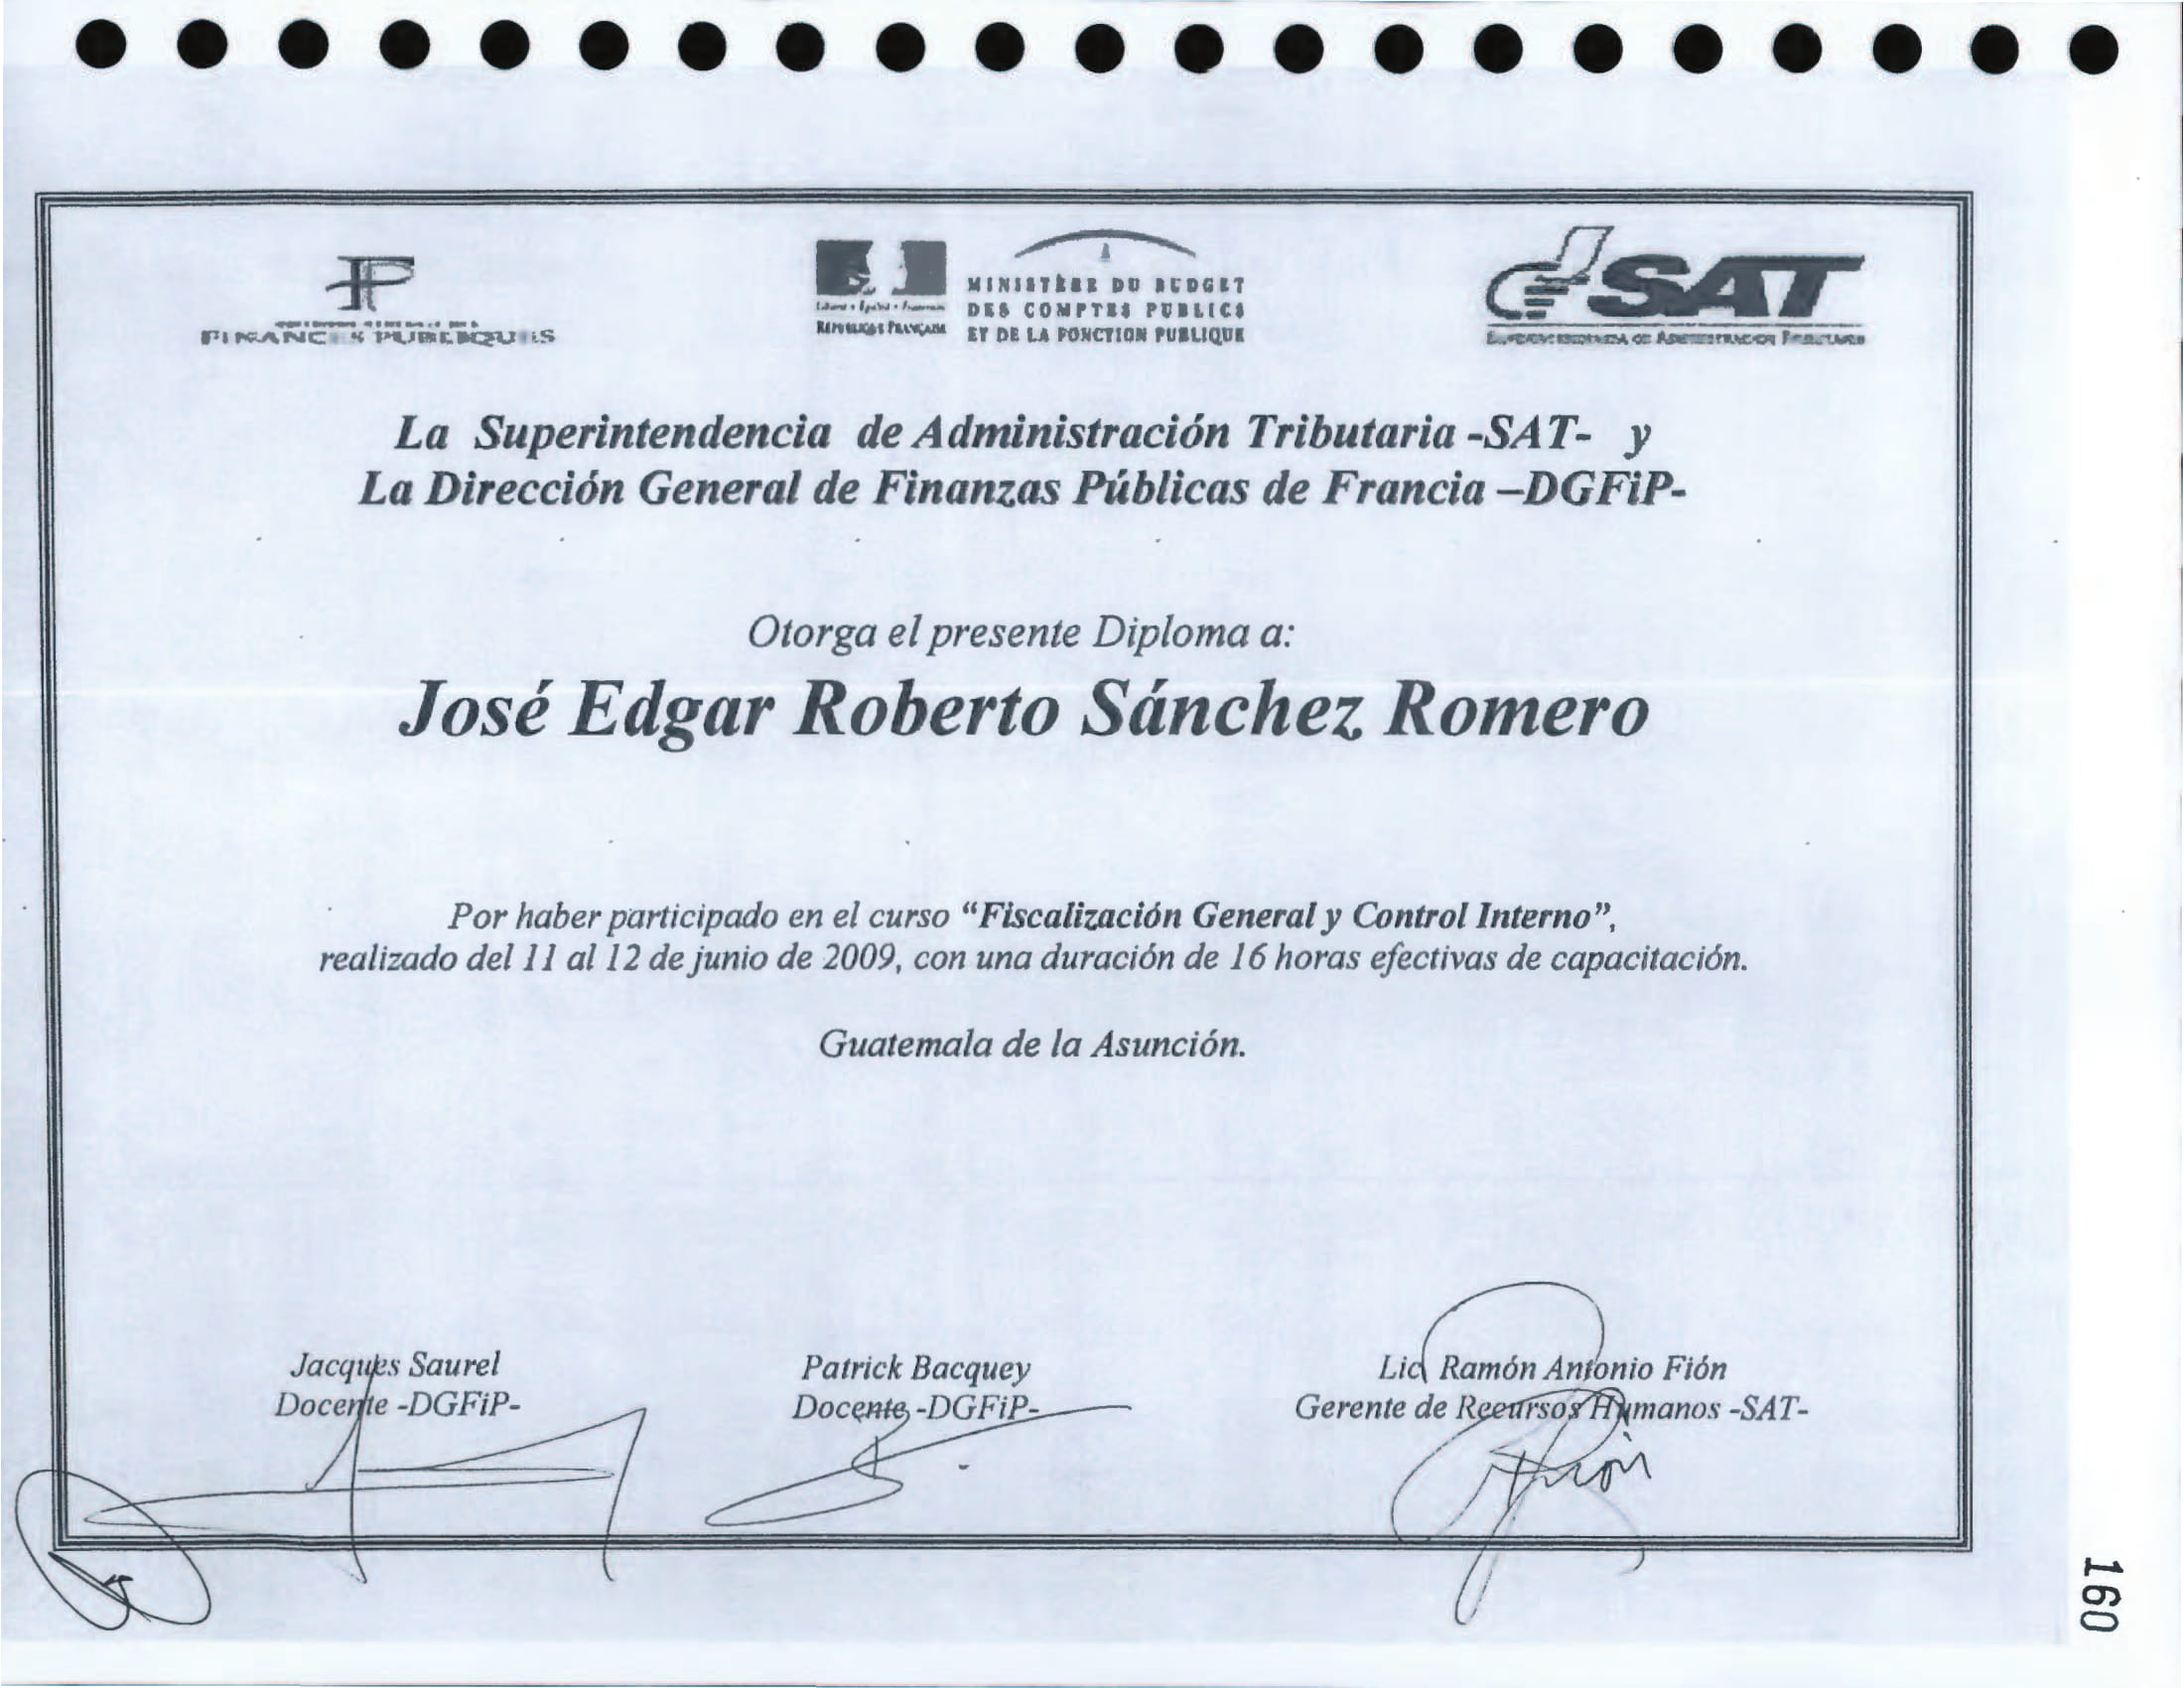 FINANCES PUBLIQUES
Liberté • Égalité • Fraternité
RÉPUBLIQUE FRANÇAISE
MINISTÈRE DU BUDGET
DES COMPTES PUBLICS
ET DE LA FONCTION PUBLIQUE
SAT
SUPERINTENDENCIA DE ADMINISTRACION TRIBUTARIA
La Superintendencia de Administración Tributaria -SAT- y
La Dirección General de Finanzas Públicas de Francia –DGFiP-
Otorga el presente Diploma a:
José Edgar Roberto Sánchez Romero
Por haber participado en el curso “Fiscalización General y Control Interno”,
realizado del 11 al 12 de junio de 2009, con una duración de 16 horas efectivas de capacitación.
Guatemala de la Asunción.
Jacques Saurel
Docente -DGFiP-
Patrick Bacquey
Docente -DGFiP-
Lic. Ramón Antonio Fión
Gerente de Recursos Humanos -SAT-
160